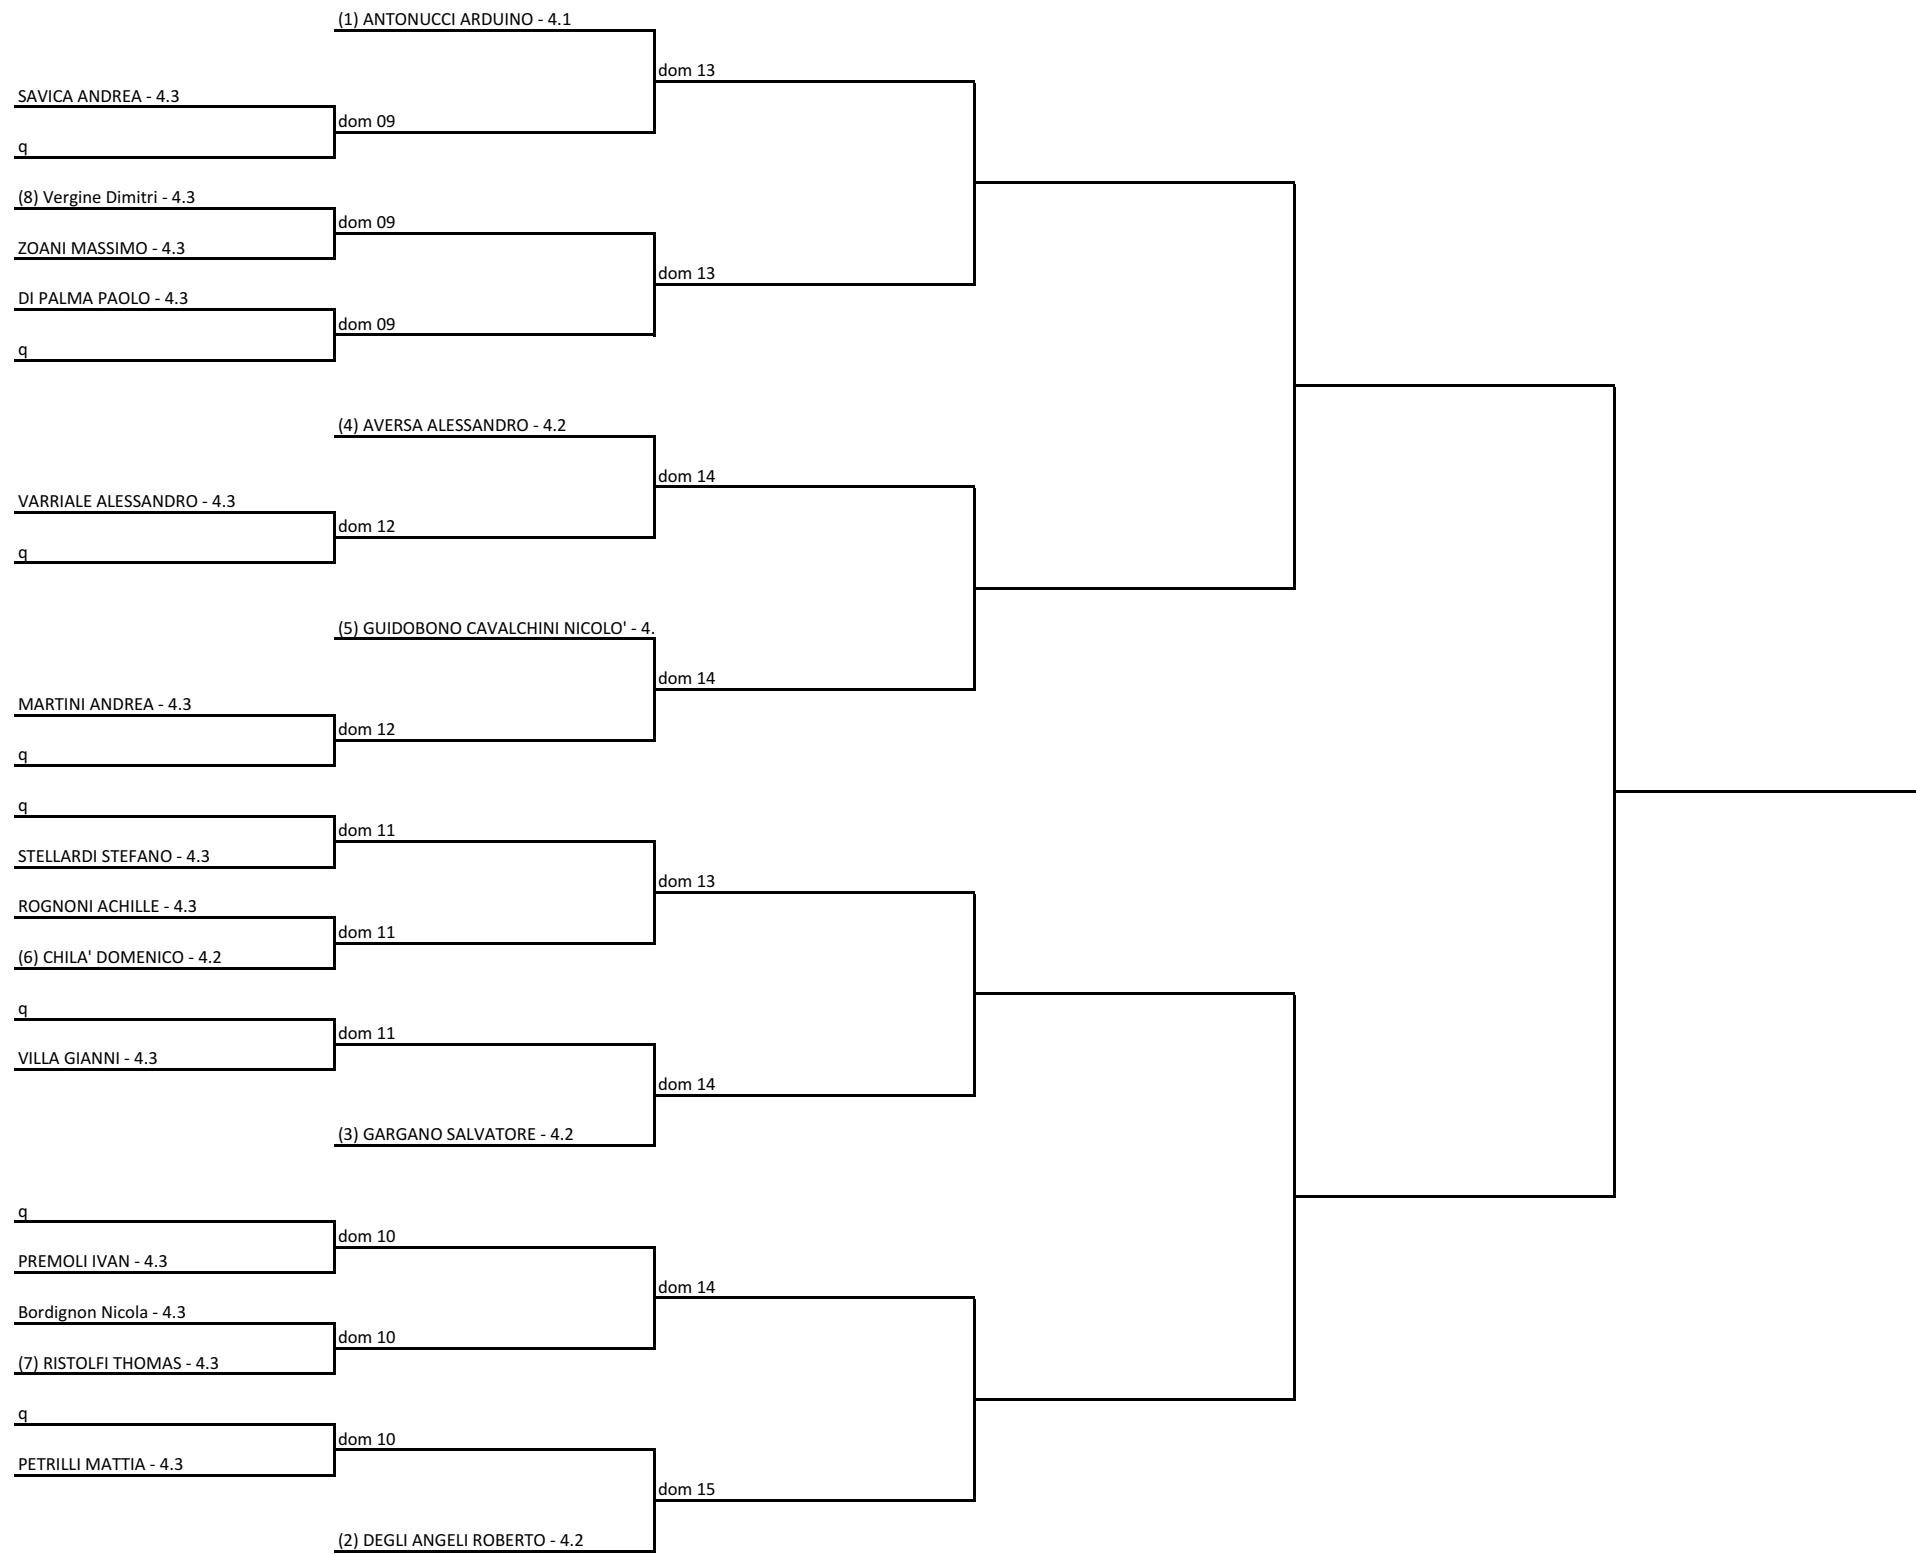 (1) ANTONUCCI ARDUINO - 4.1
dom 13
SAVICA ANDREA - 4.3
dom 09
q
(8) Vergine Dimitri - 4.3
dom 09
ZOANI MASSIMO - 4.3
dom 13
DI PALMA PAOLO - 4.3
dom 09
q
(4) AVERSA ALESSANDRO - 4.2
dom 14
VARRIALE ALESSANDRO - 4.3
dom 12
q
(5) GUIDOBONO CAVALCHINI NICOLO' - 4.
dom 14
MARTINI ANDREA - 4.3
dom 12
q
q
dom 11
STELLARDI STEFANO - 4.3
dom 13
ROGNONI ACHILLE - 4.3
dom 11
(6) CHILA' DOMENICO - 4.2
q
dom 11
VILLA GIANNI - 4.3
dom 14
(3) GARGANO SALVATORE - 4.2
q
dom 10
PREMOLI IVAN - 4.3
dom 14
Bordignon Nicola - 4.3
dom 10
(7) RISTOLFI THOMAS - 4.3
q
dom 10
PETRILLI MATTIA - 4.3
dom 15
(2) DEGLI ANGELI ROBERTO - 4.2